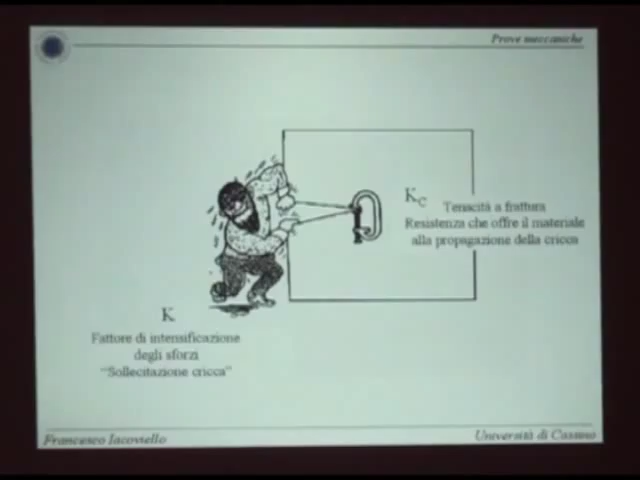 Prove meccaniche
K_C
Tenacità a frattura
Resistenza che offre il materiale
alla propagazione della cricca
K
Fattore di intensificazione
degli sforzi
"Sollecitazione cricca"
Francesco Iacoviello
Università di Cassino